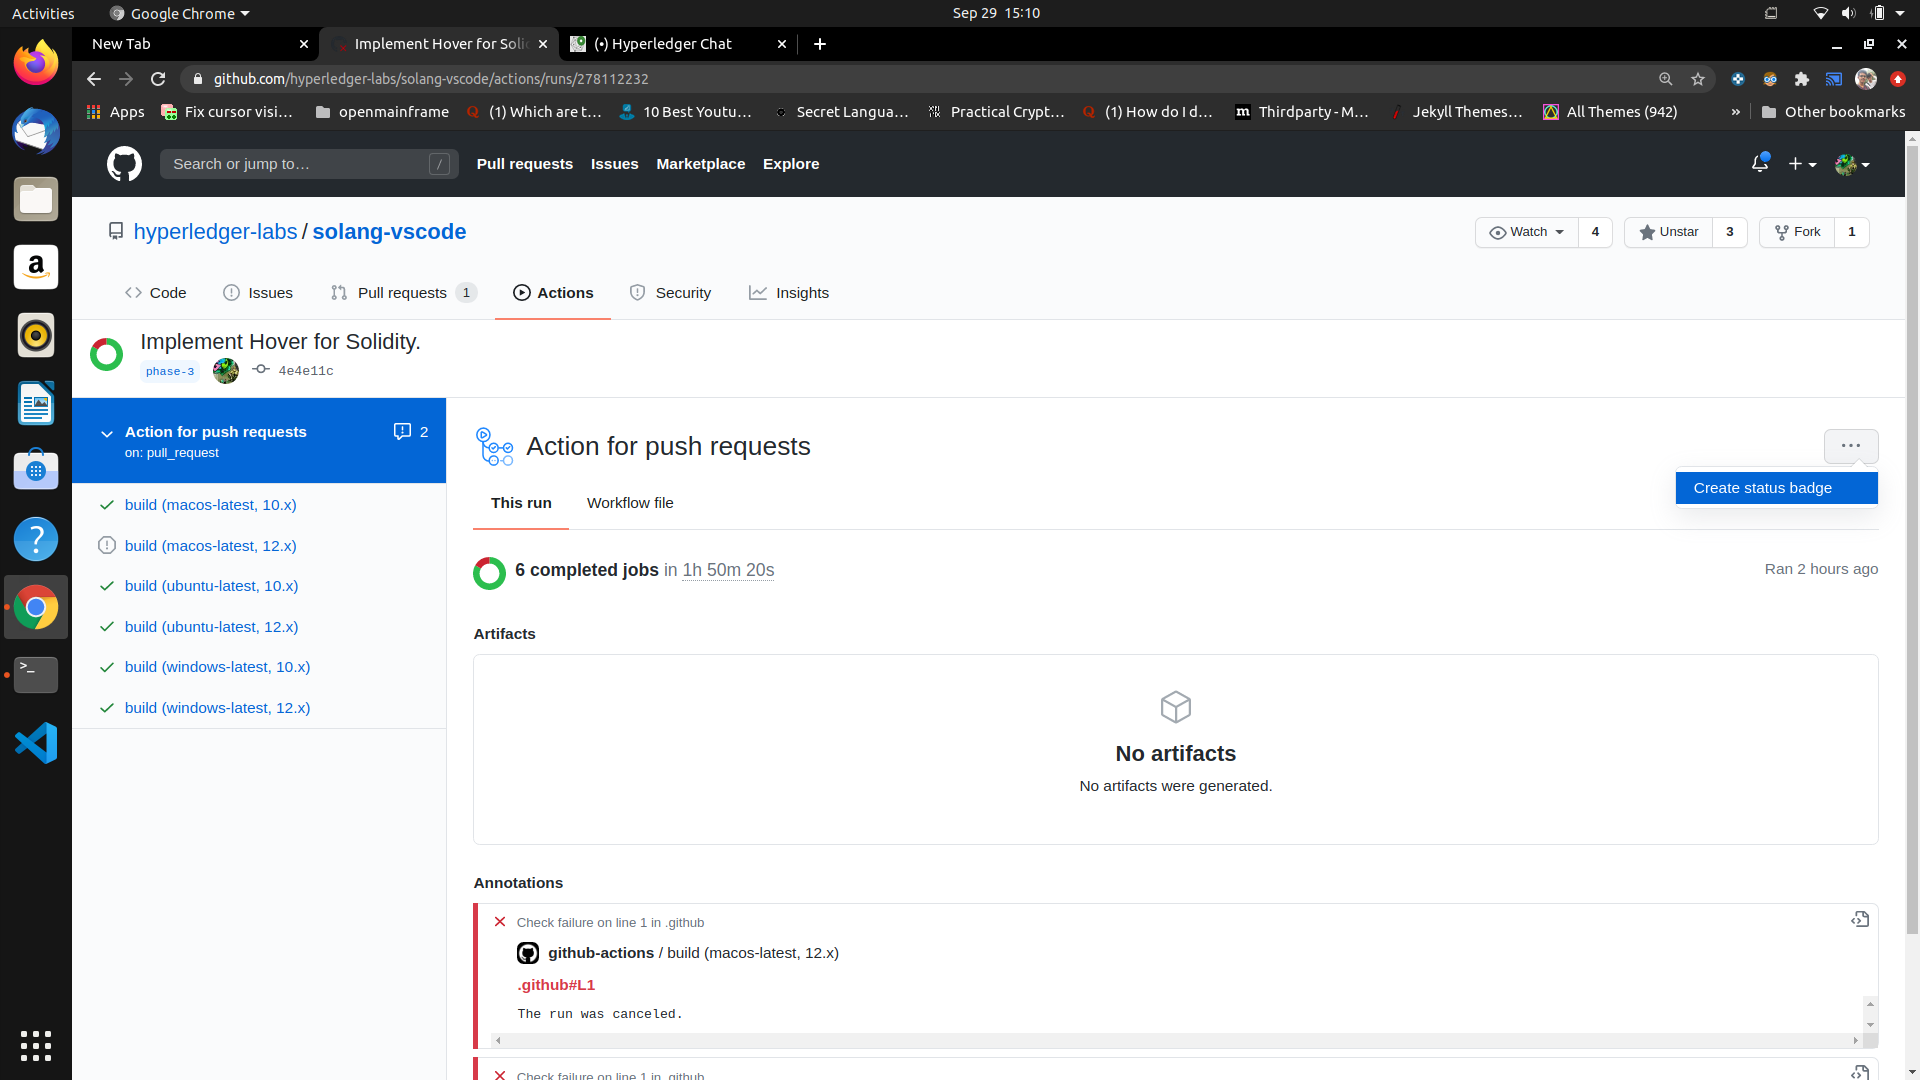 Activities
Google Chrome
Sep 29 15:10
New Tab
Implement Hover for Solid
(•) Hyperledger Chat
github.com/hyperledger-labs/solang-vscode/actions/runs/278112232
Apps
Fix cursor visi…
openmainframe
(1) Which are t…
10 Best Youtu…
Secret Langua…
Practical Crypt…
(1) How do I d…
Thirdparty - M…
Jekyll Themes…
All Themes (942)
»
Other bookmarks
Search or jump to…
/
Pull requests
Issues
Marketplace
Explore
hyperledger-labs / solang-vscode
Watch
4
Unstar
3
Fork
1
Code
Issues
Pull requests 1
Actions
Security
Insights
Implement Hover for Solidity.
phase-3
4e4e11c
Action for push requests
2
on: pull_request
build (macos-latest, 10.x)
build (macos-latest, 12.x)
build (ubuntu-latest, 10.x)
build (ubuntu-latest, 12.x)
build (windows-latest, 10.x)
build (windows-latest, 12.x)
Action for push requests
Create status badge
This run
Workflow file
6 completed jobs in 1h 50m 20s
Ran 2 hours ago
Artifacts
No artifacts
No artifacts were generated.
Annotations
Check failure on line 1 in .github
github-actions / build (macos-latest, 12.x)
.github#L1
The run was canceled.
Check failure on line 1 in .github